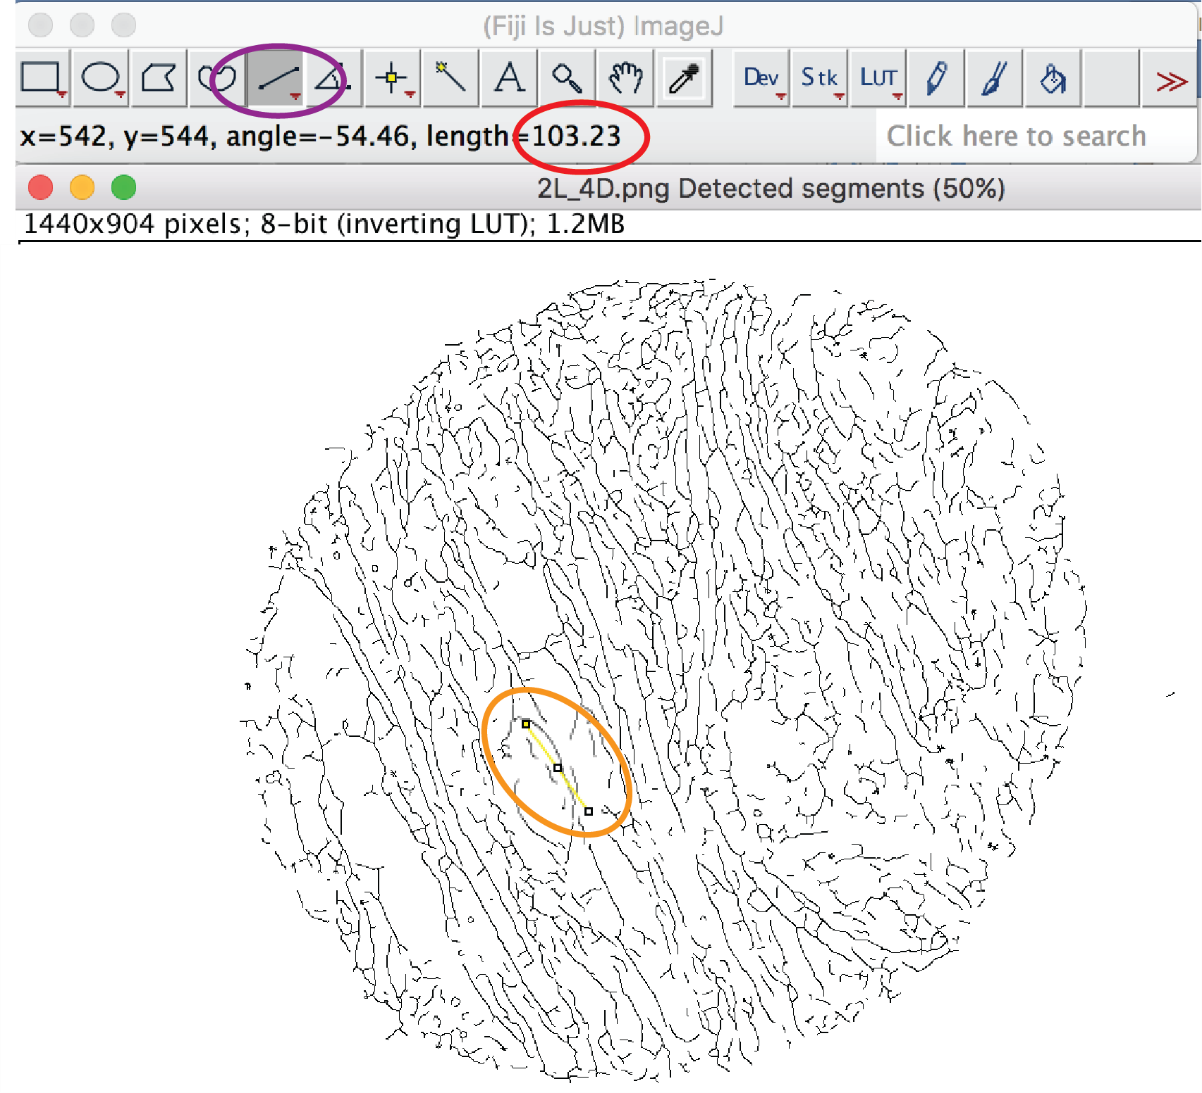 (Fiji Is Just) ImageJ
A Dev Stk LUT >>
x=542, y=544, angle=-54.46, length=103.23 Click here to search
2L_4D.png Detected segments (50%)
1440x904 pixels; 8-bit (inverting LUT); 1.2MB